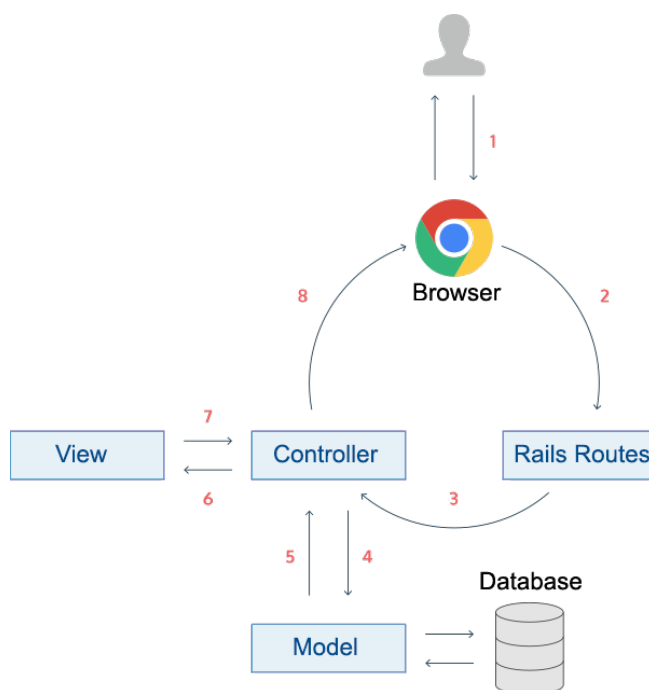 1
Browser
8
2
7
View
Controller
Rails Routes
6
3
5
4
Database
Model